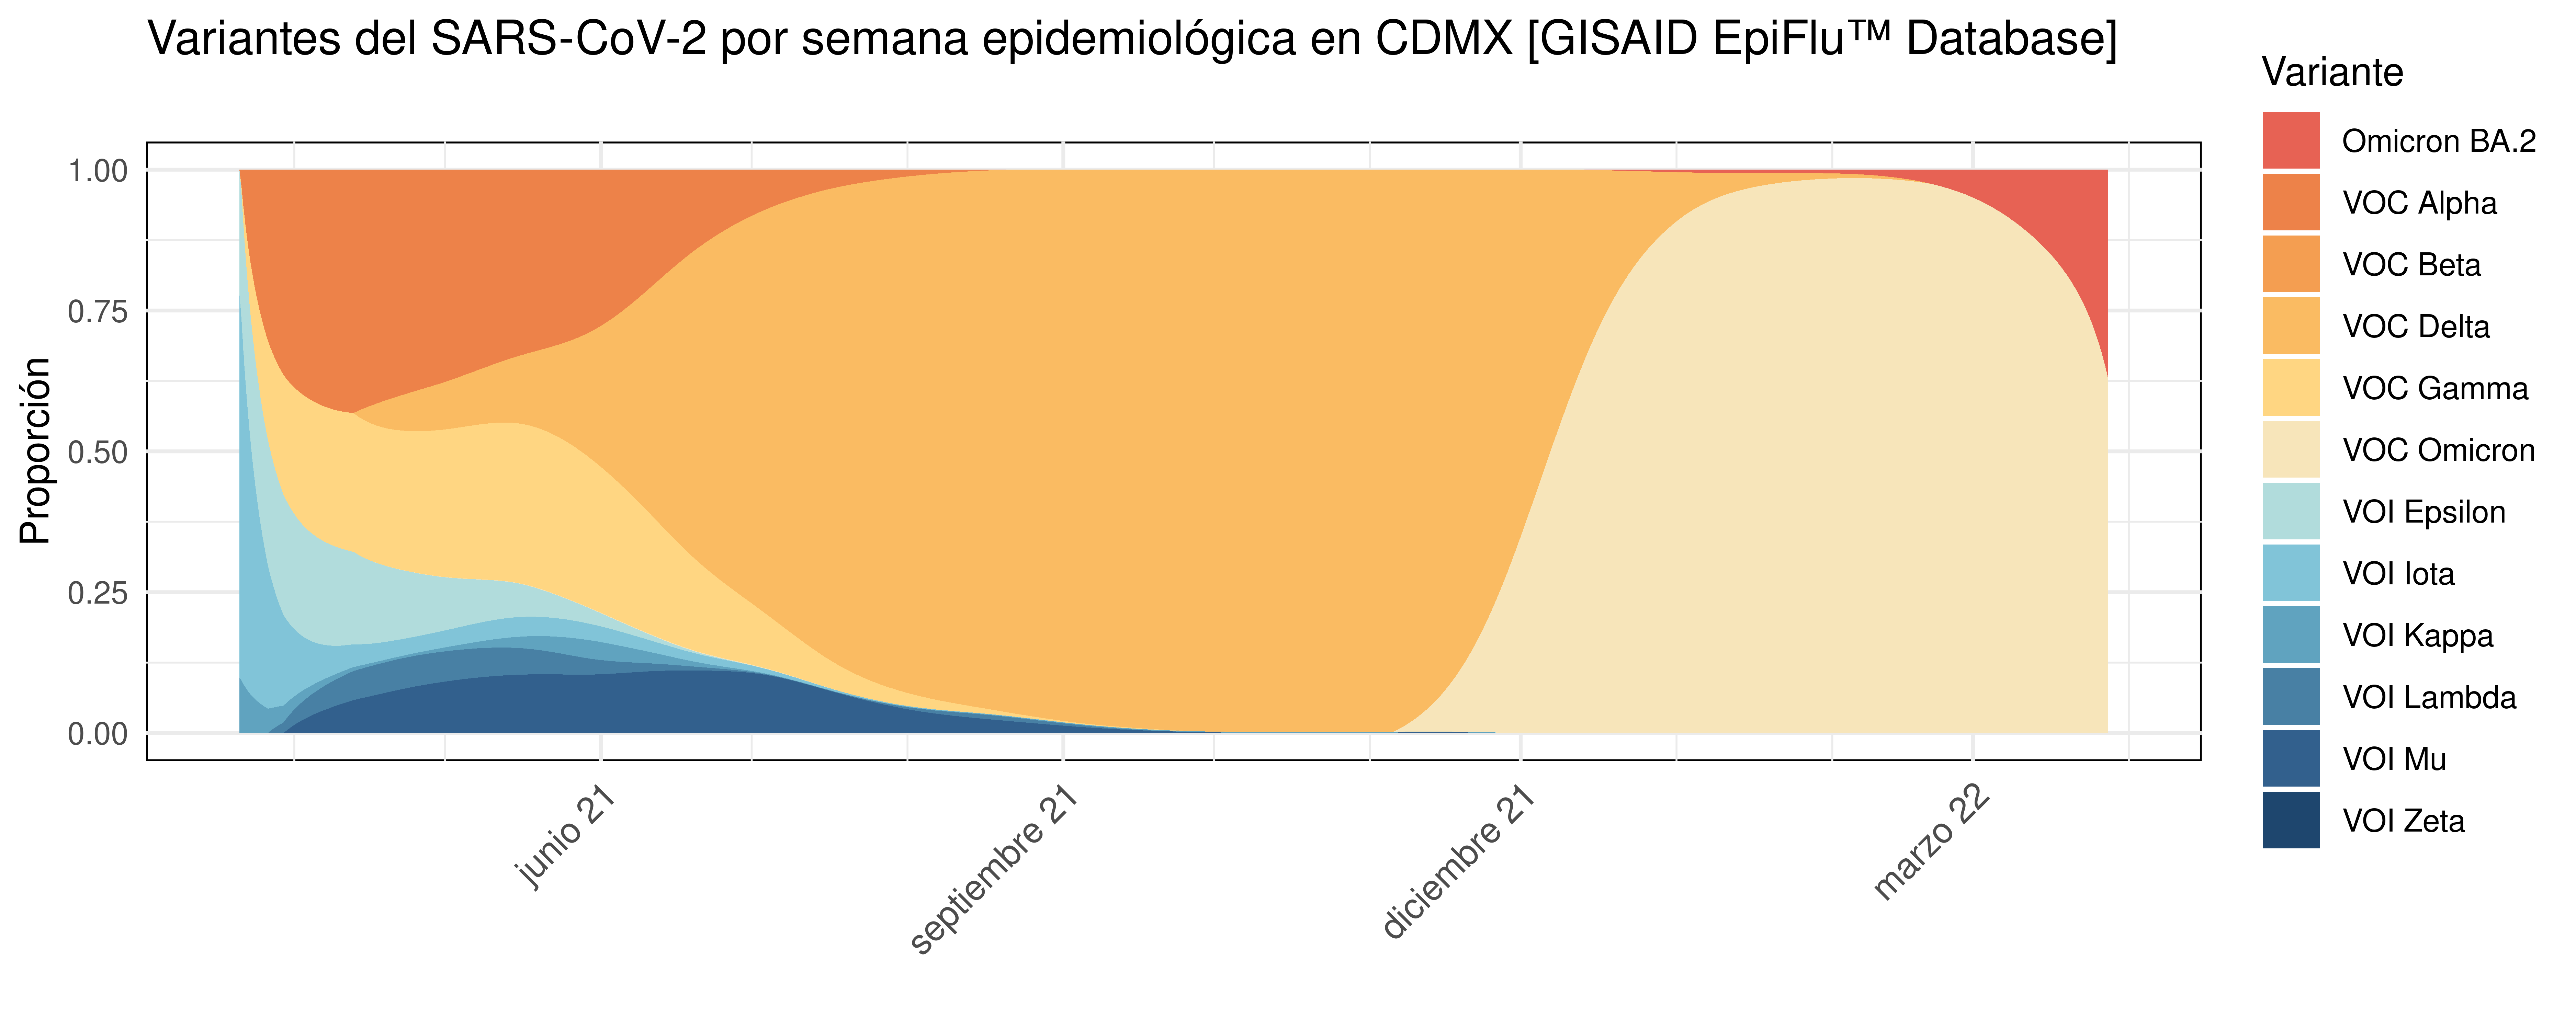 Variantes del SARS-CoV-2 por semana epidemiológica en CDMX [GISAID EpiFlu™ Database]
Variante
Omicron BA.2
VOC Alpha
VOC Beta
VOC Delta
VOC Gamma
VOC Omicron
VOI Epsilon
VOI Iota
VOI Kappa
VOI Lambda
VOI Mu
VOI Zeta
Proporción
1.00
0.75
0.50
0.25
0.00
junio 21
septiembre 21
diciembre 21
marzo 22